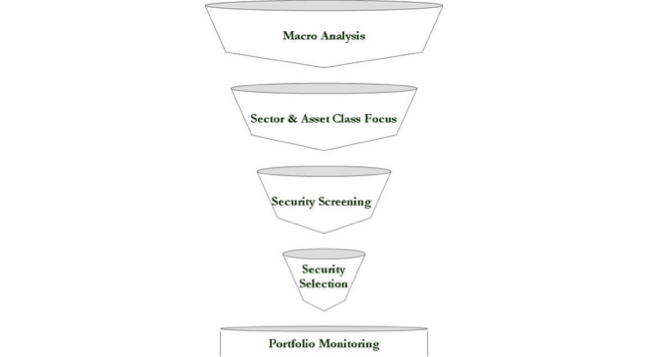 Macro Analysis
Sector & Asset Class Focus
Security Screening
Security
Selection
Portfolio Monitoring